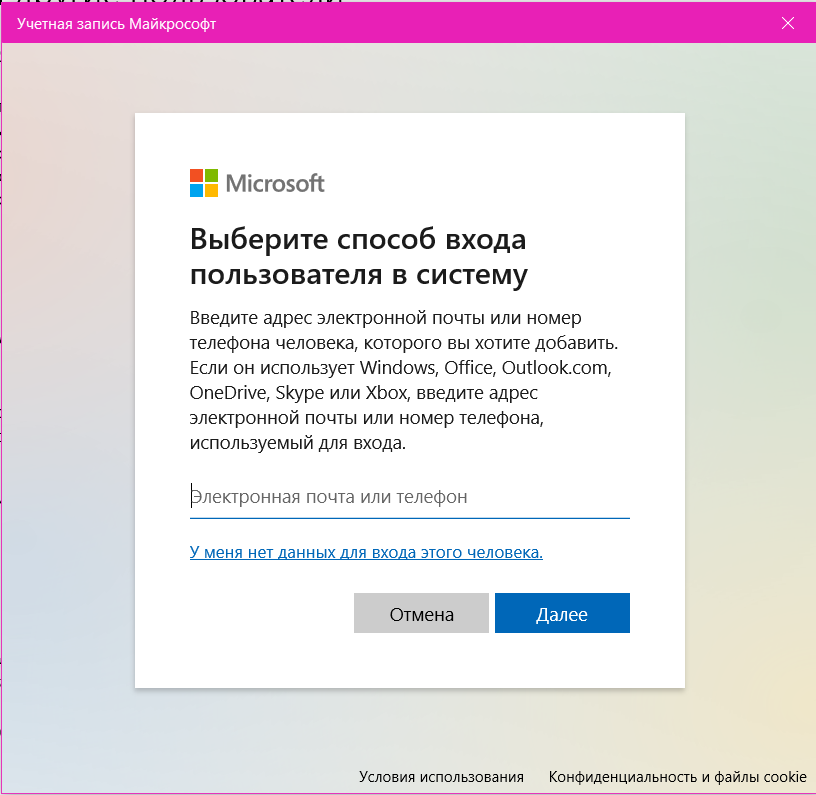 Учетная запись Майкрософт
Microsoft
Выберите способ входа
пользователя в систему
Введите адрес электронной почты или номер
телефона человека, которого вы хотите добавить.
Если он использует Windows, Office, Outlook.com,
OneDrive, Skype или Xbox, введите адрес
электронной почты или номер телефона,
используемый для входа.
Электронная почта или телефон
У меня нет данных для входа этого человека.
Отмена
Далее
Условия использования
Конфиденциальность и файлы cookie